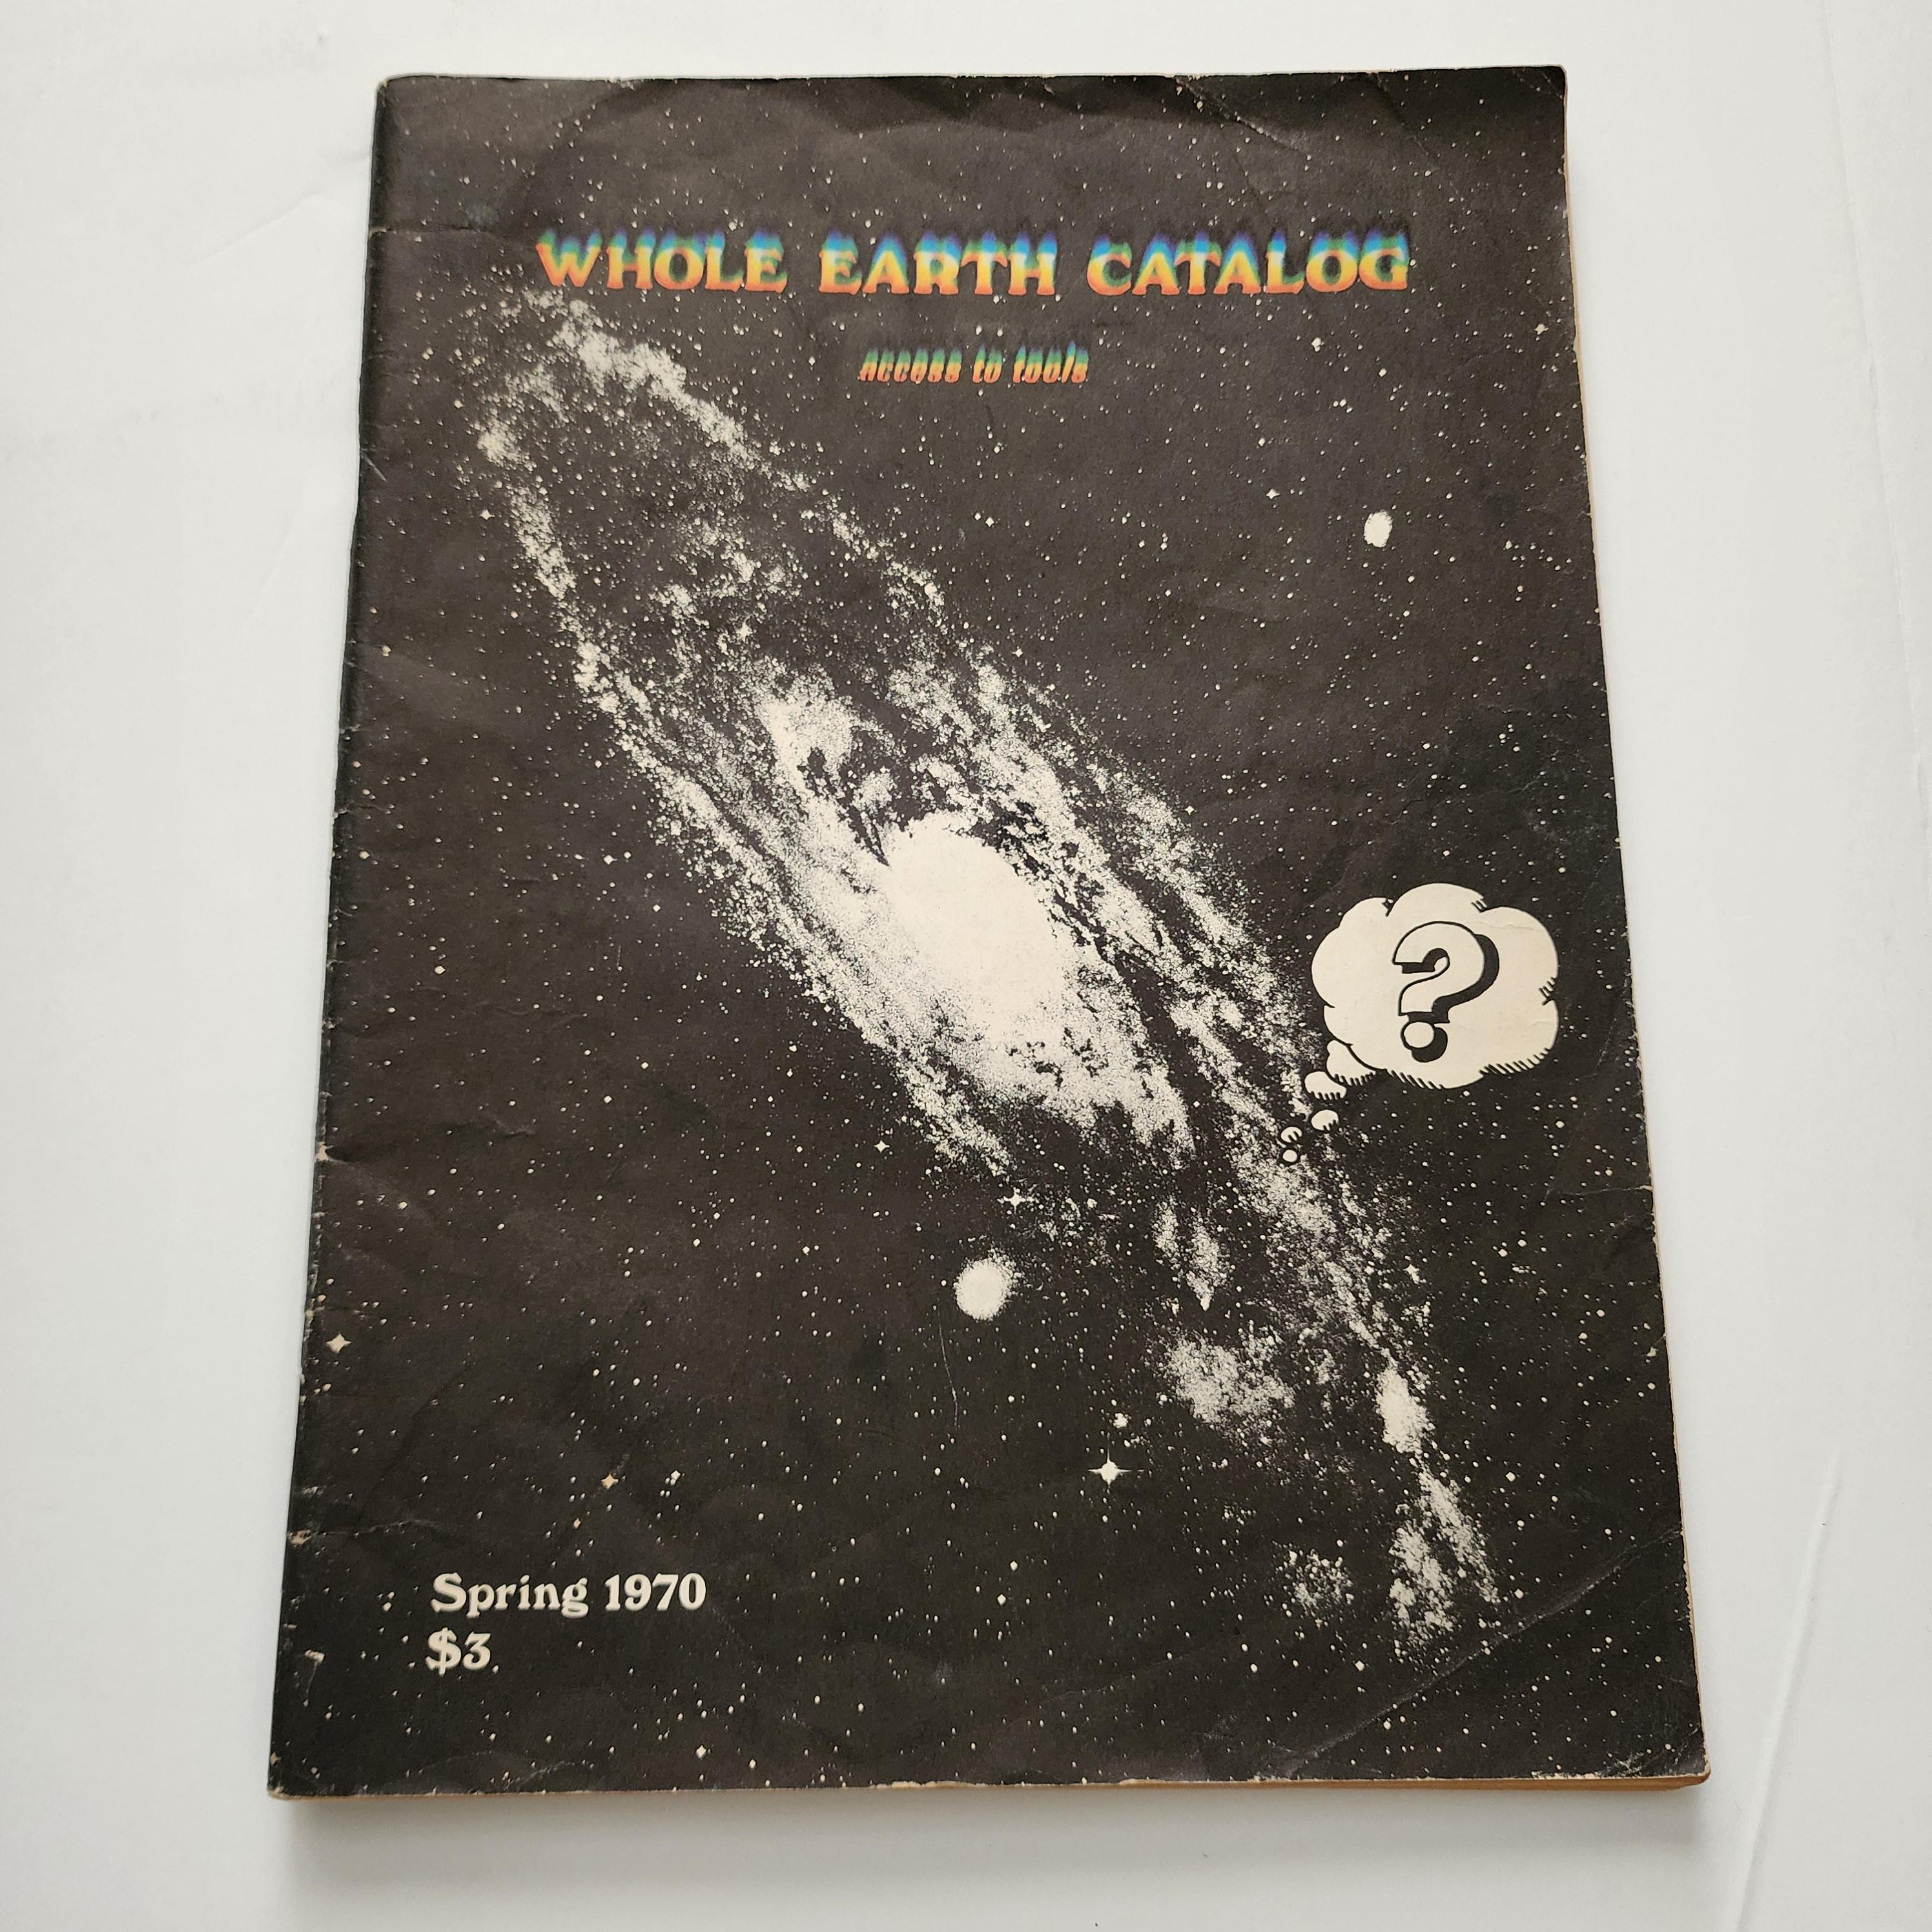 WHOLE EARTH CATALOG
access to tools
?
Spring 1970
$3